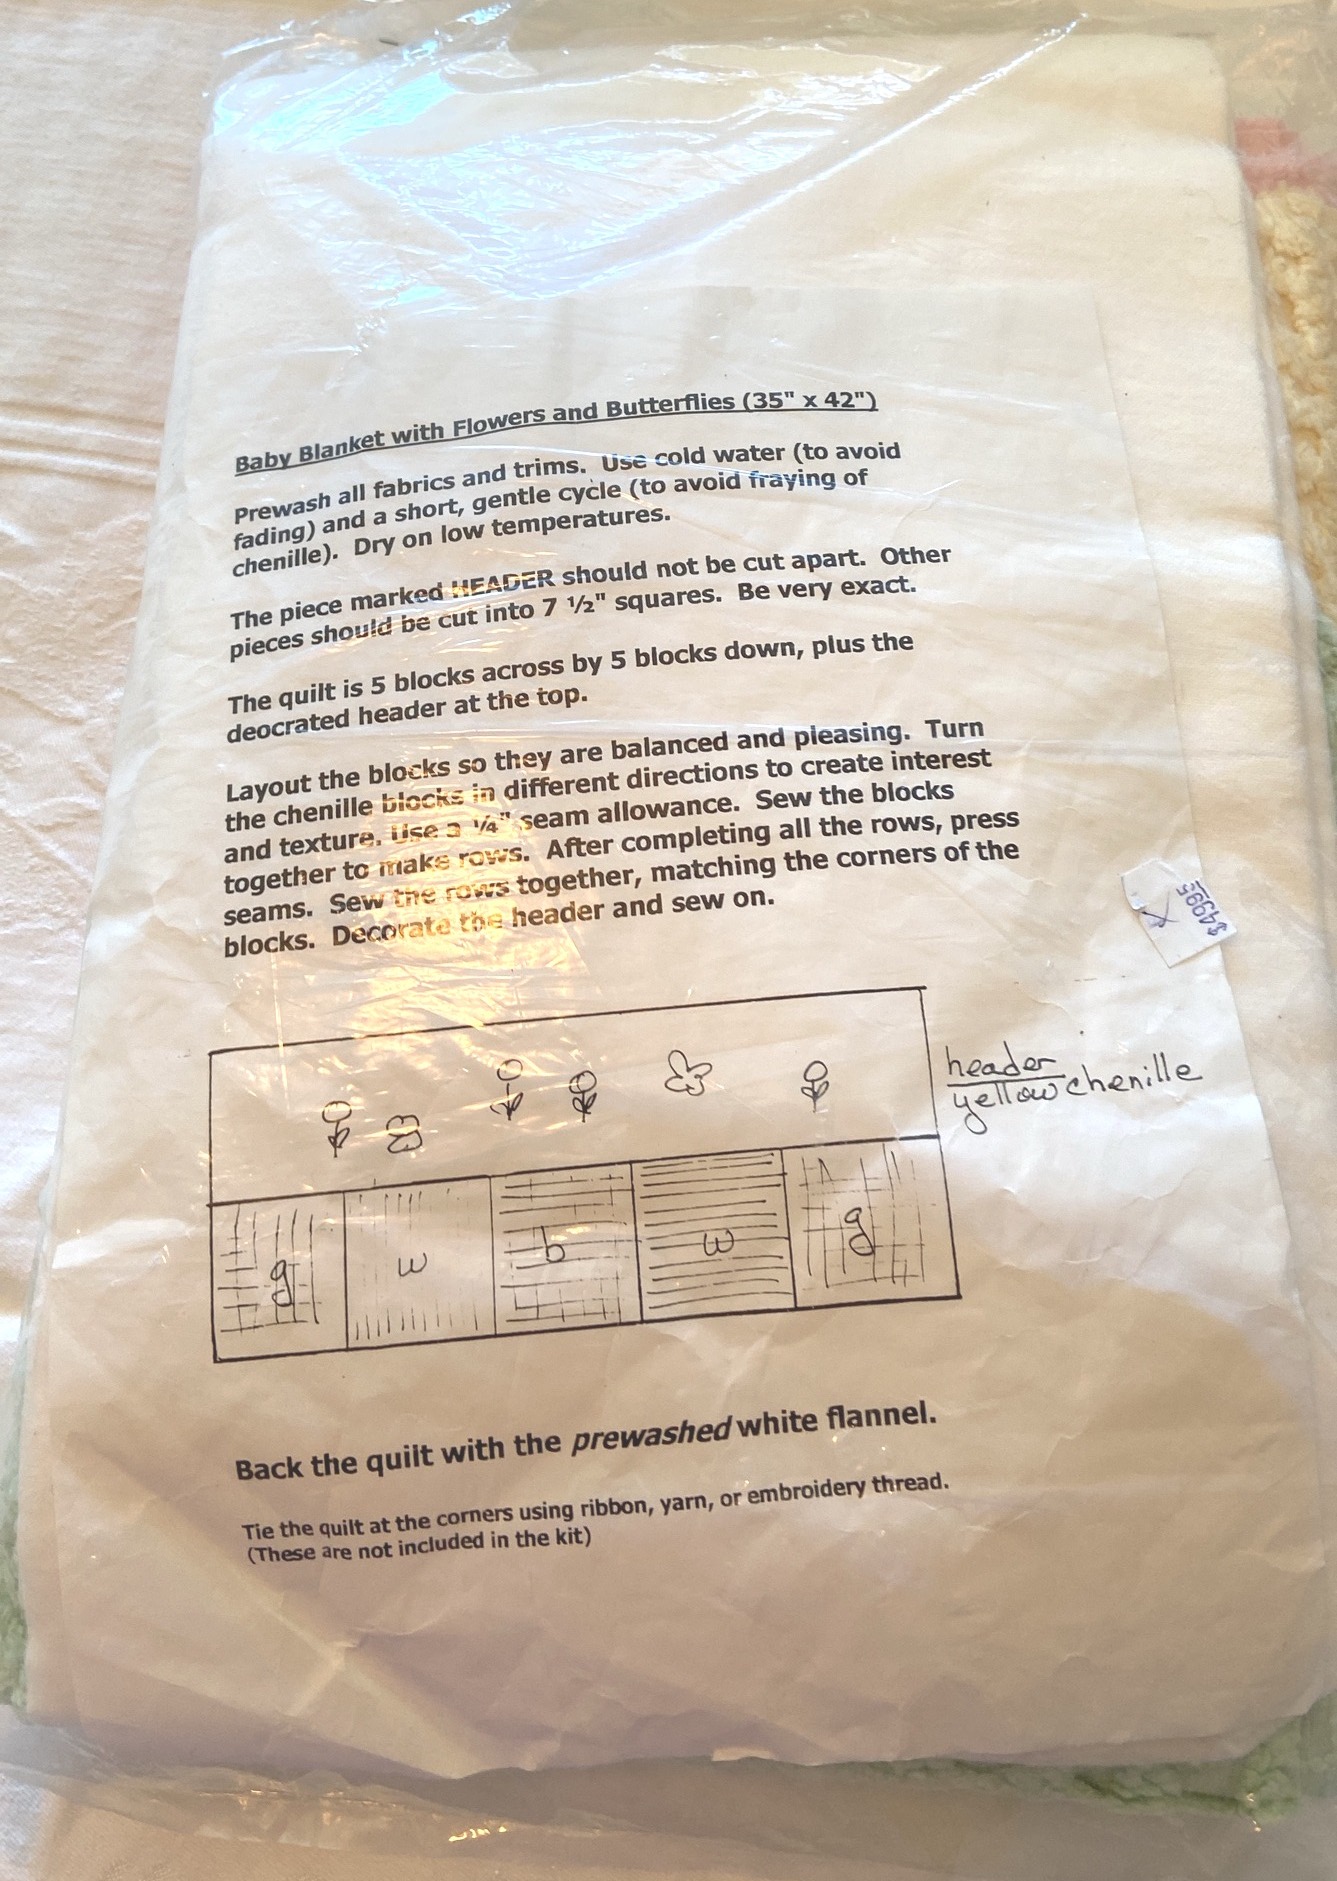 Baby Blanket with Flowers and Butterflies (35" x 42")
Prewash all fabrics and trims. Use cold water (to avoid
fading) and a short, gentle cycle (to avoid fraying of
chenille). Dry on low temperatures.
The piece marked HEADER should not be cut apart. Other
pieces should be cut into 7 ½" squares. Be very exact.
The quilt is 5 blocks across by 5 blocks down, plus the
deocrated header at the top.
Layout the blocks so they are balanced and pleasing. Turn
the chenille blocks in different directions to create interest
and texture. Use a ¼" seam allowance. Sew the blocks
together to make rows. After completing all the rows, press
seams. Sew the rows together, matching the corners of the
blocks. Decorate the header and sew on.
$49.95
header
yellow chenille
g w b w g
Back the quilt with the prewashed white flannel.
Tie the quilt at the corners using ribbon, yarn, or embroidery thread.
(These are not included in the kit)